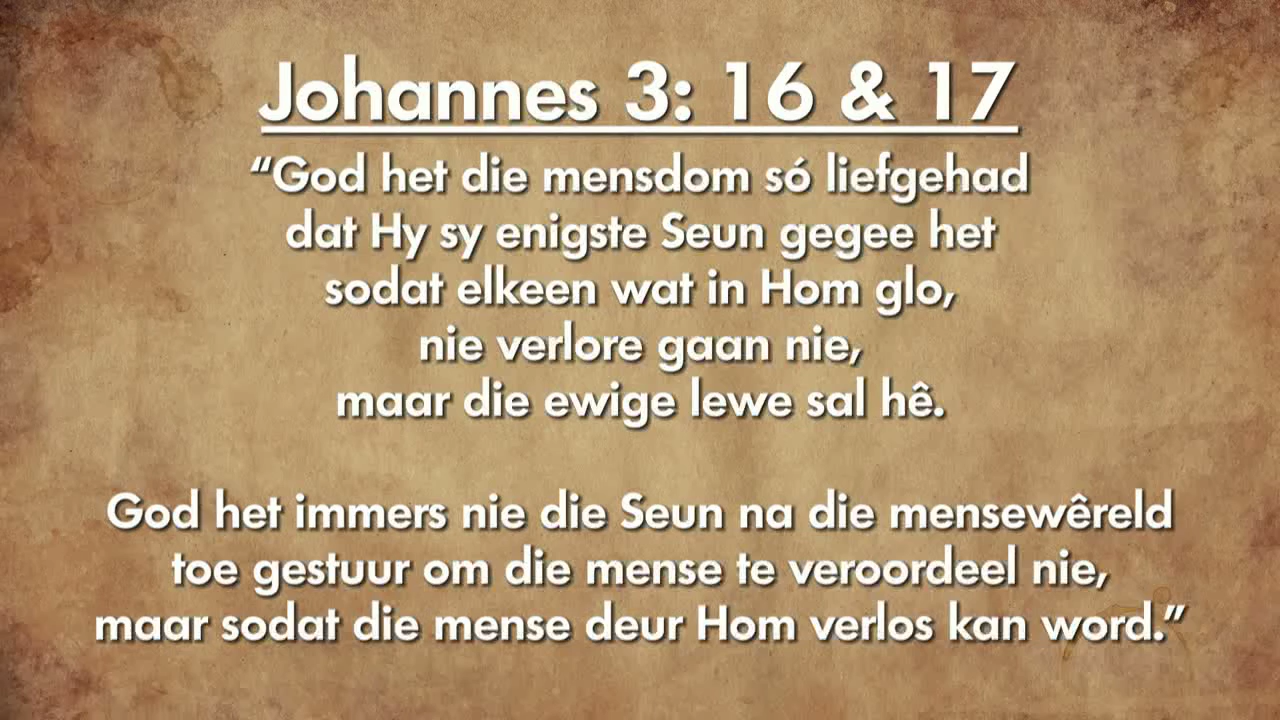 Johannes 3: 16 & 17
“God het die mensdom só liefgehad
dat Hy sy enigste Seun gegee het
sodat elkeen wat in Hom glo,
nie verlore gaan nie,
maar die ewige lewe sal hê.
God het immers nie die Seun na die mensewêreld
toe gestuur om die mense te veroordeel nie,
maar sodat die mense deur Hom verlos kan word.”